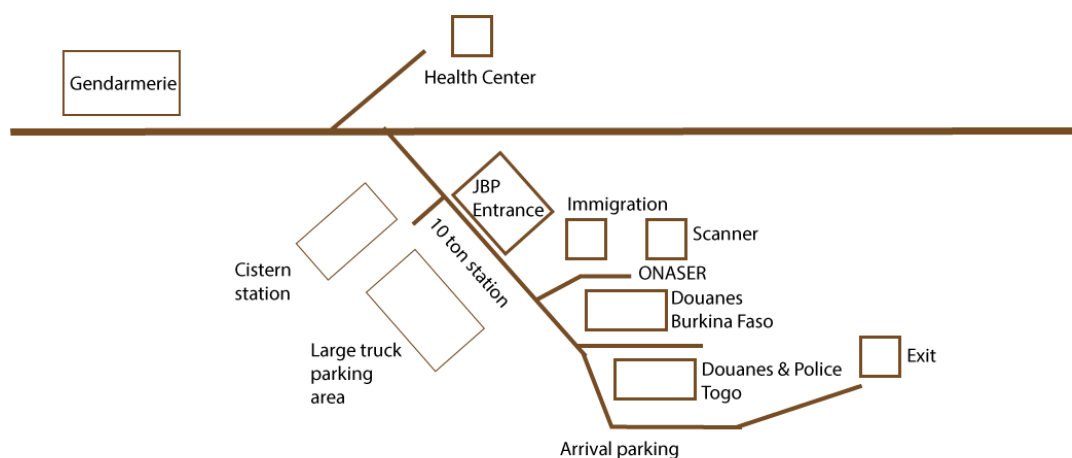 Gendarmerie
Health Center
JBP
Entrance
Immigration
Scanner
10 ton station
ONASER
Cistern
station
Douanes
Burkina Faso
Large truck
parking
area
Douanes & Police
Togo
Exit
Arrival parking